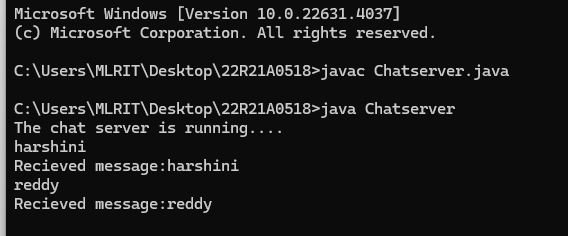 Microsoft Windows [Version 10.0.22631.4037]
(c) Microsoft Corporation. All rights reserved.
C:\Users\MLRIT\Desktop\22R21A0518>javac Chatserver.java
C:\Users\MLRIT\Desktop\22R21A0518>java Chatserver
The chat server is running....
harshini
Recieved message:harshini
reddy
Recieved message:reddy